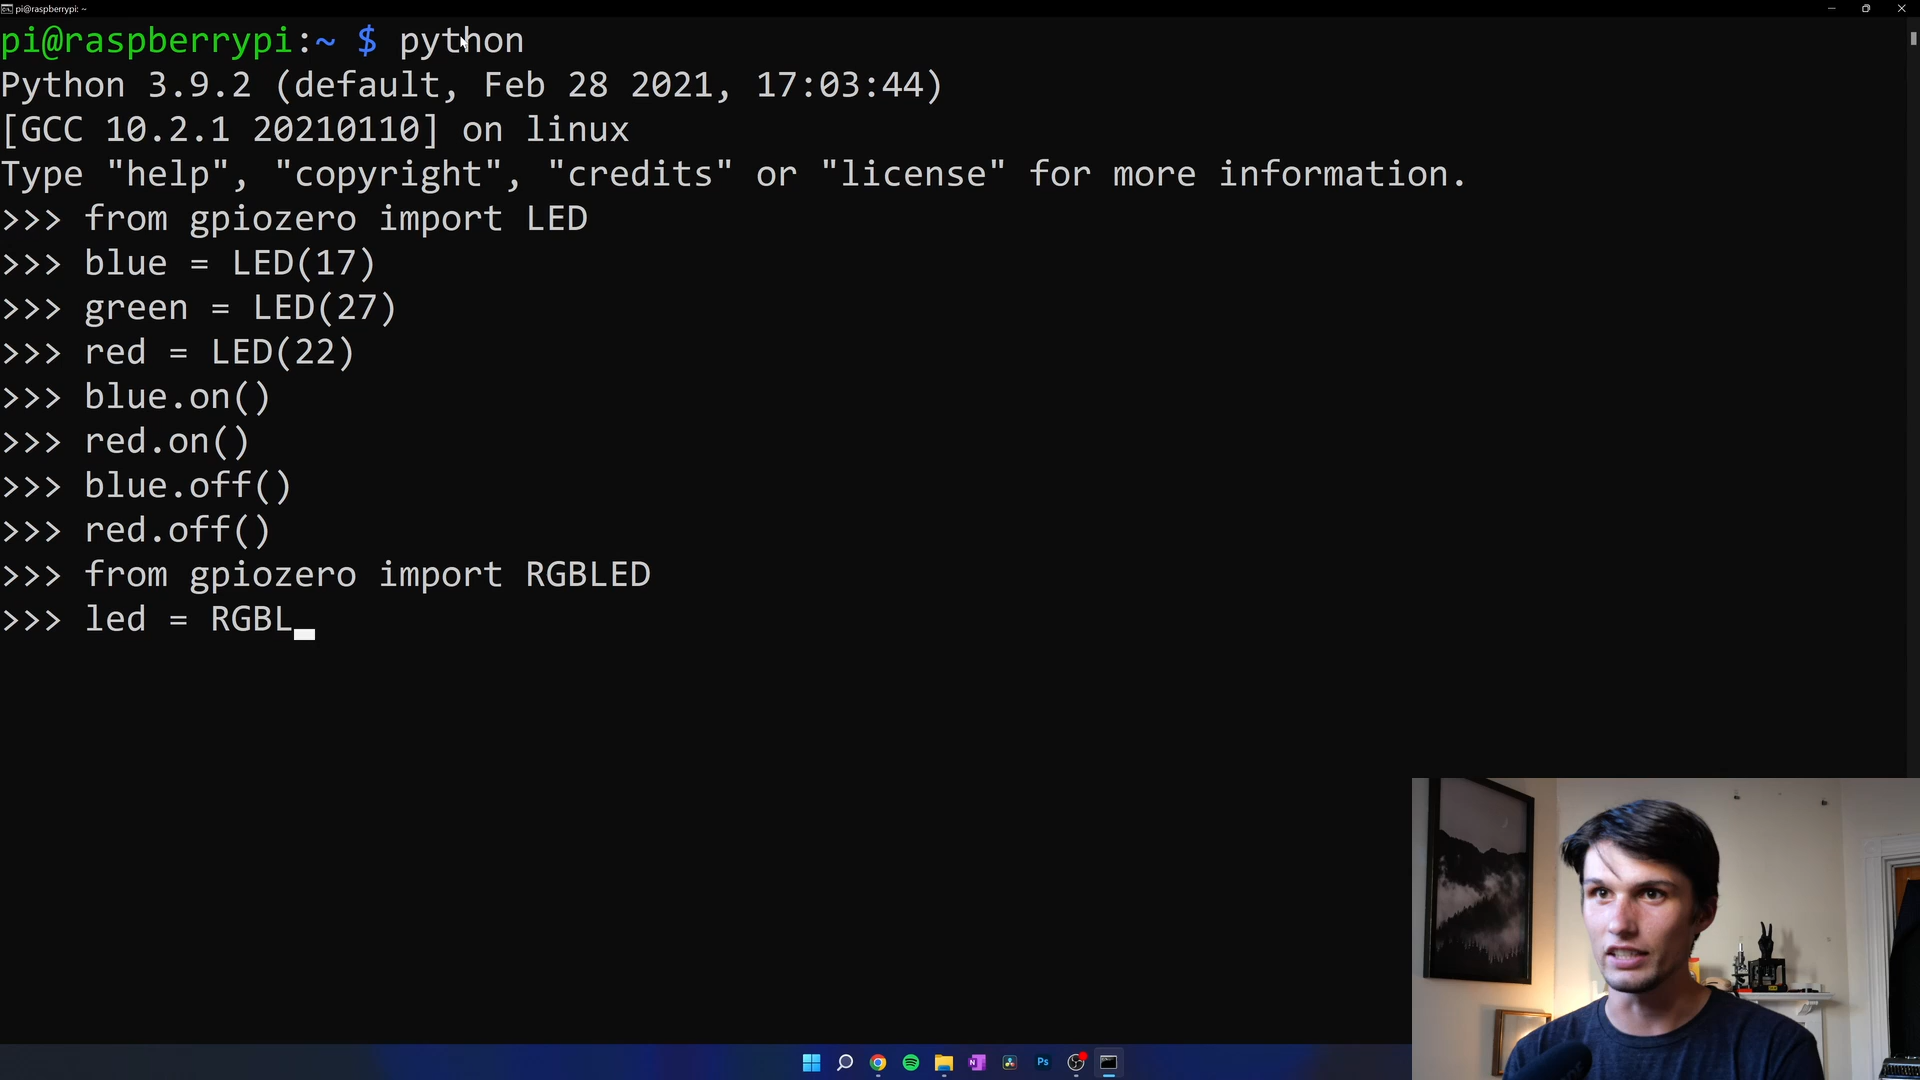 pi@raspberrypi: ~
pi@raspberrypi:~ $ python
Python 3.9.2 (default, Feb 28 2021, 17:03:44)
[GCC 10.2.1 20210110] on linux
Type "help", "copyright", "credits" or "license" for more information.
>>> from gpiozero import LED
>>> blue = LED(17)
>>> green = LED(27)
>>> red = LED(22)
>>> blue.on()
>>> red.on()
>>> blue.off()
>>> red.off()
>>> from gpiozero import RGBLED
>>> led = RGBL
N
Ps